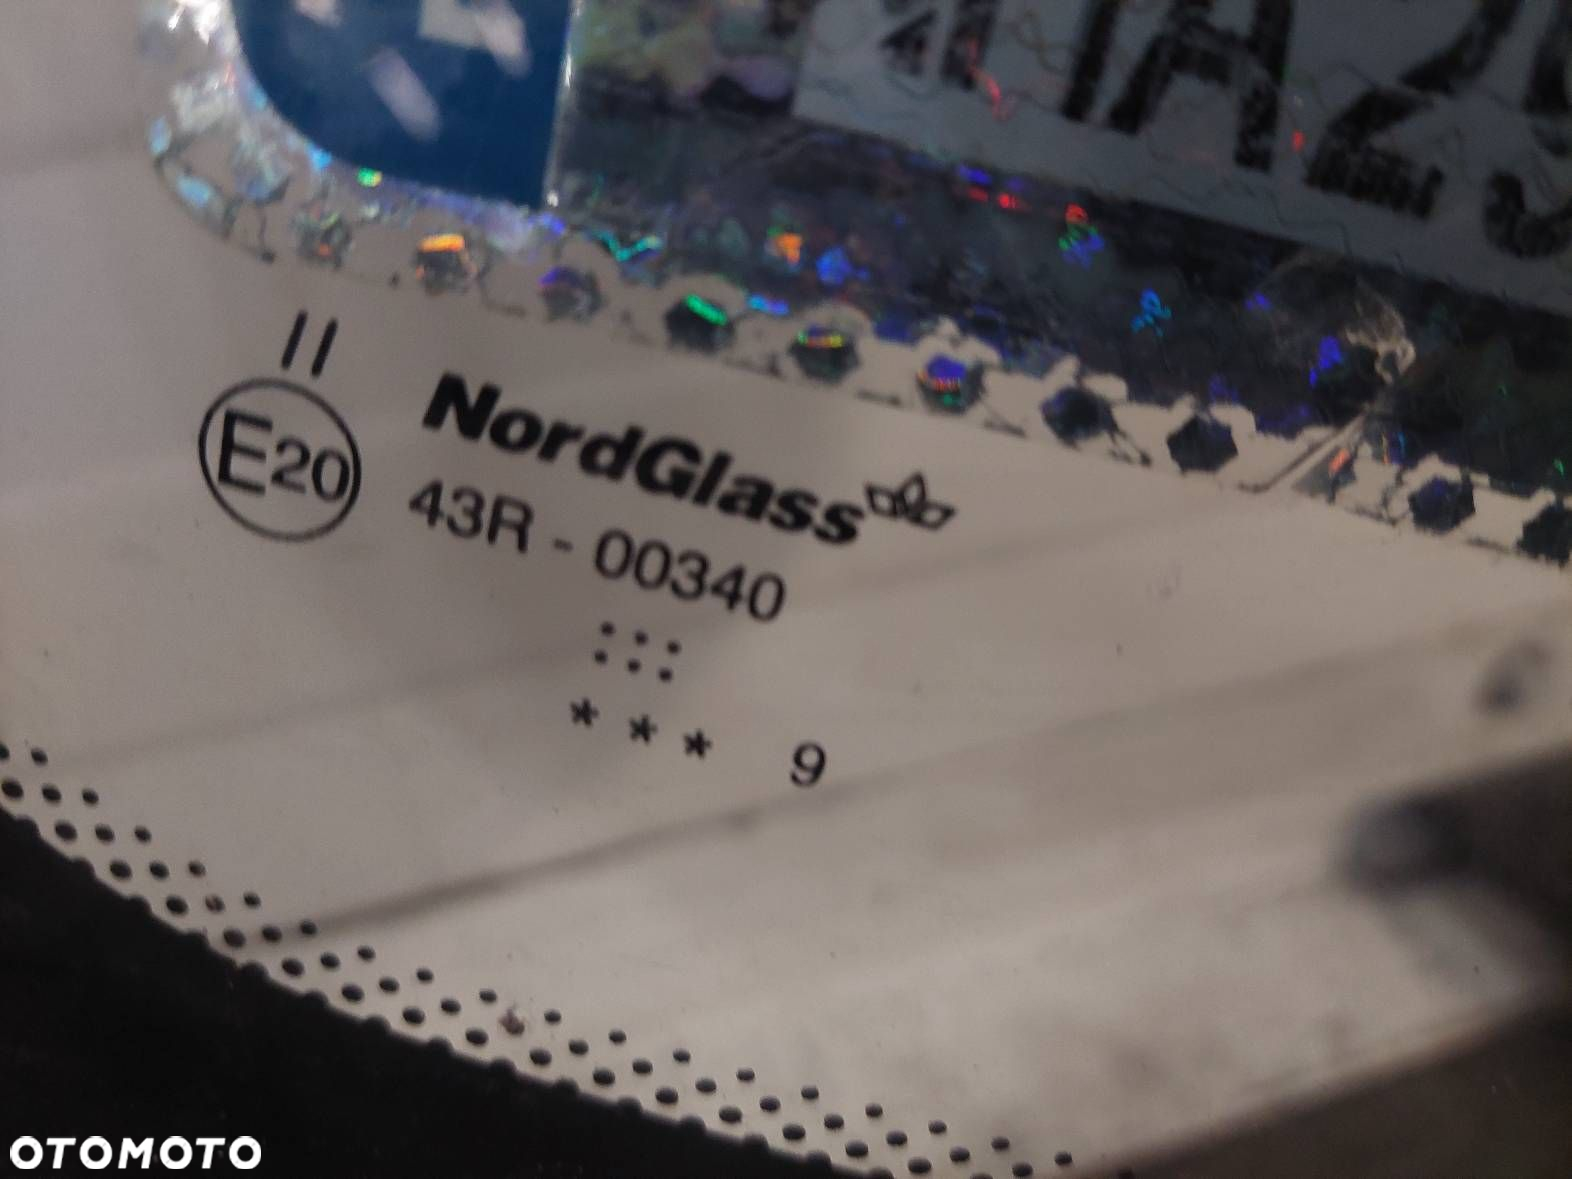 II
E20
NordGlass
43R - 00340
* * * 9
OTOMOTO